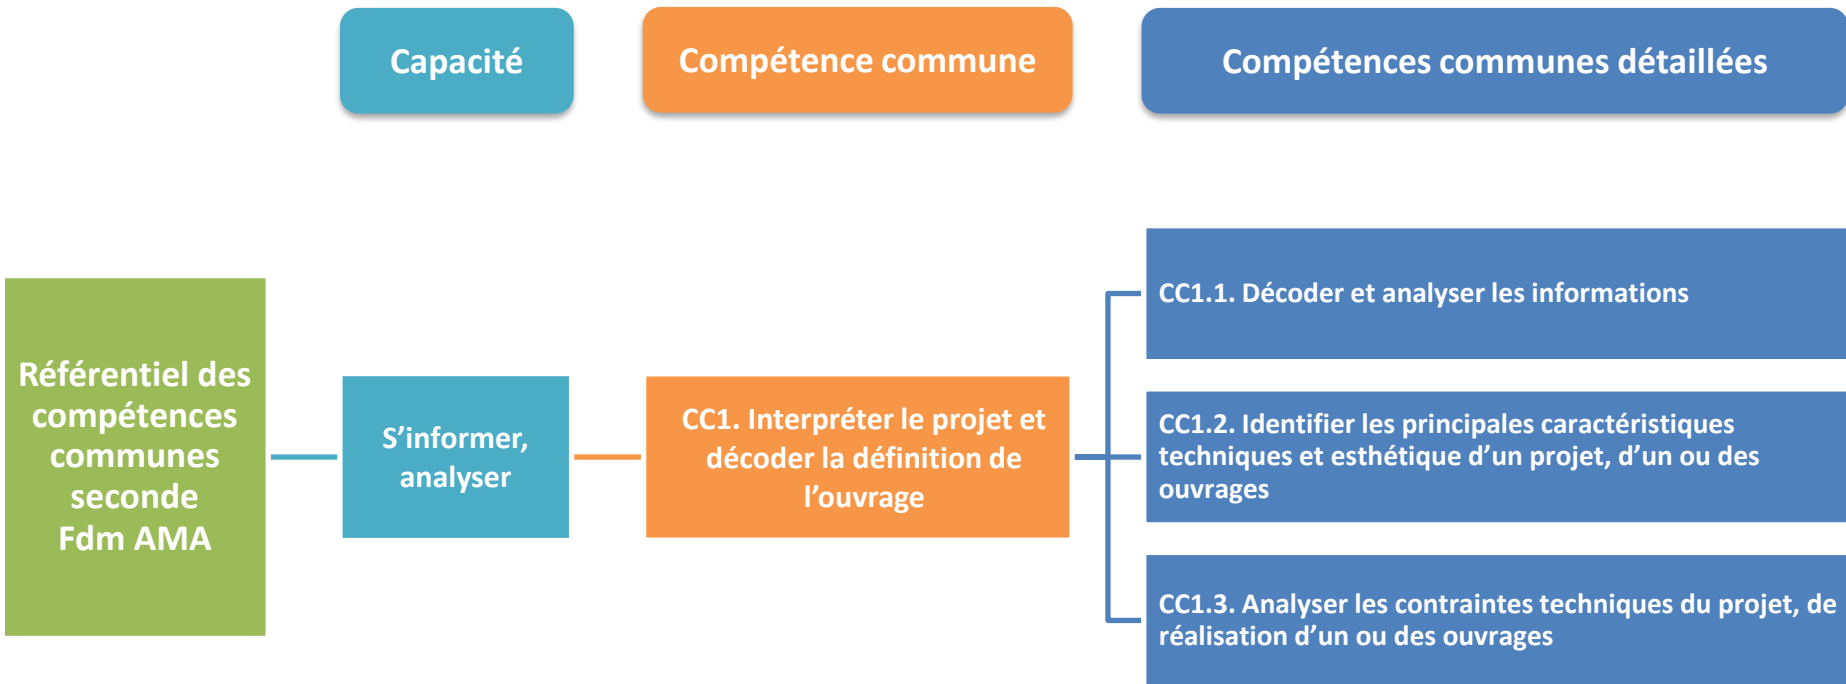 Capacité
Compétence commune
Compétences communes détaillées
Référentiel des
compétences
communes
seconde
Fdm AMA
S’informer,
analyser
CC1. Interpréter le projet et
décoder la définition de
l’ouvrage
CC1.1. Décoder et analyser les informations
CC1.2. Identifier les principales caractéristiques
techniques et esthétique d’un projet, d’un ou des
ouvrages
CC1.3. Analyser les contraintes techniques du projet, de
réalisation d’un ou des ouvrages